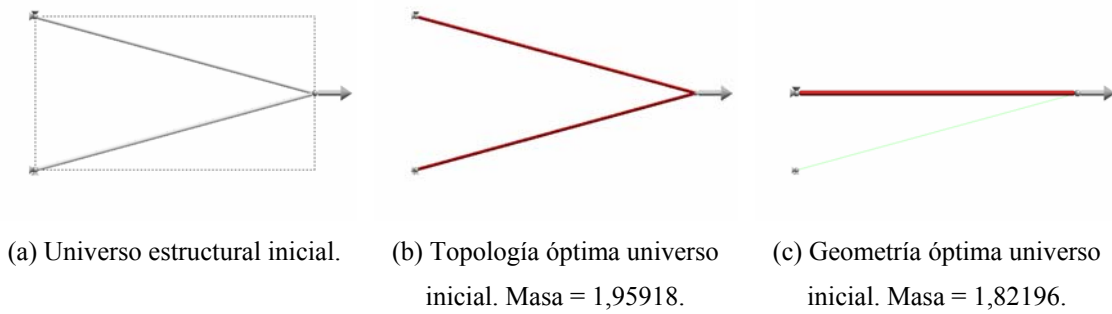 (a) Universo estructural inicial.
(b) Topología óptima universo
inicial. Masa = 1,95918.
(c) Geometría óptima universo
inicial. Masa = 1,82196.